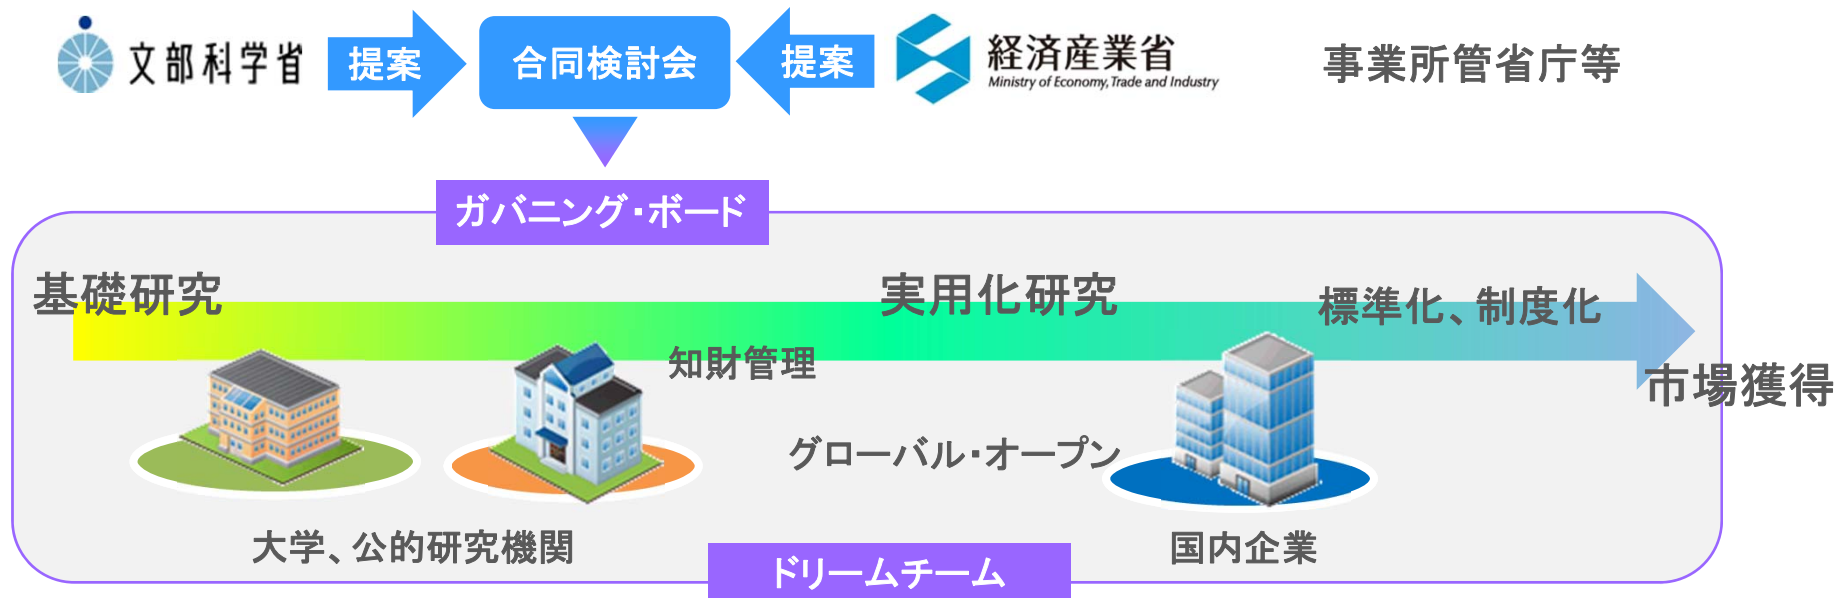 文部科学省
提案
合同検討会
提案
経済産業省
Ministry of Economy, Trade and Industry
事業所管省庁等
ガバニング・ボード
基礎研究
実用化研究
標準化、制度化
知財管理
市場獲得
グローバル・オープン
大学、公的研究機関
国内企業
ドリームチーム